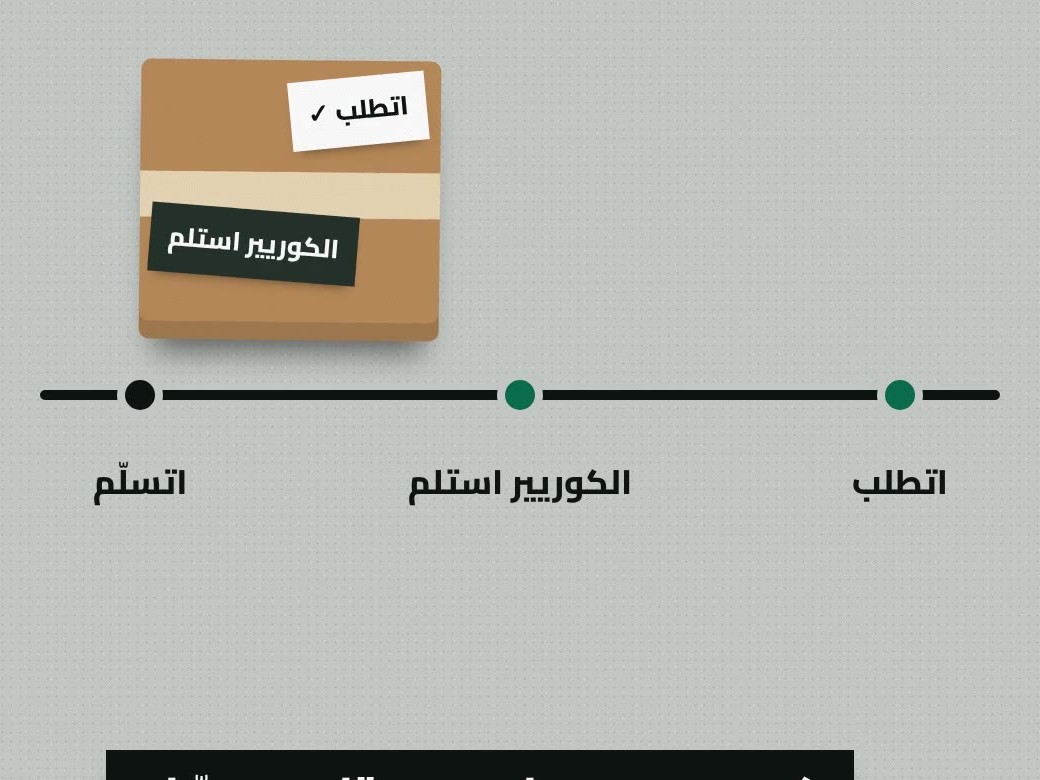 اتطلب ✓
الكوريير استلم
اتطلب
الكوريير استلم
اتسلّم